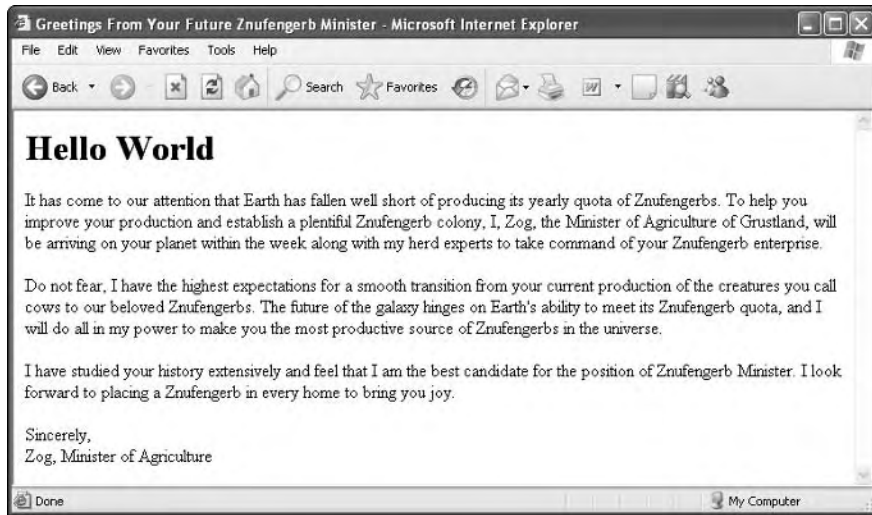 Greetings From Your Future Znufengerb Minister - Microsoft Internet Explorer
File Edit View Favorites Tools Help
Back Search Favorites W
Hello World
It has come to our attention that Earth has fallen well short of producing its yearly quota of Znufengerbs. To help you
improve your production and establish a plentiful Znufengerb colony, I, Zog, the Minister of Agriculture of Grustland, will
be arriving on your planet within the week along with my herd experts to take command of your Znufengerb enterprise.
Do not fear, I have the highest expectations for a smooth transition from your current production of the creatures you call
cows to our beloved Znufengerbs. The future of the galaxy hinges on Earth's ability to meet its Znufengerb quota, and I
will do all in my power to make you the most productive source of Znufengerbs in the universe.
I have studied your history extensively and feel that I am the best candidate for the position of Znufengerb Minister. I look
forward to placing a Znufengerb in every home to bring you joy.
Sincerely,
Zog, Minister of Agriculture
Done My Computer